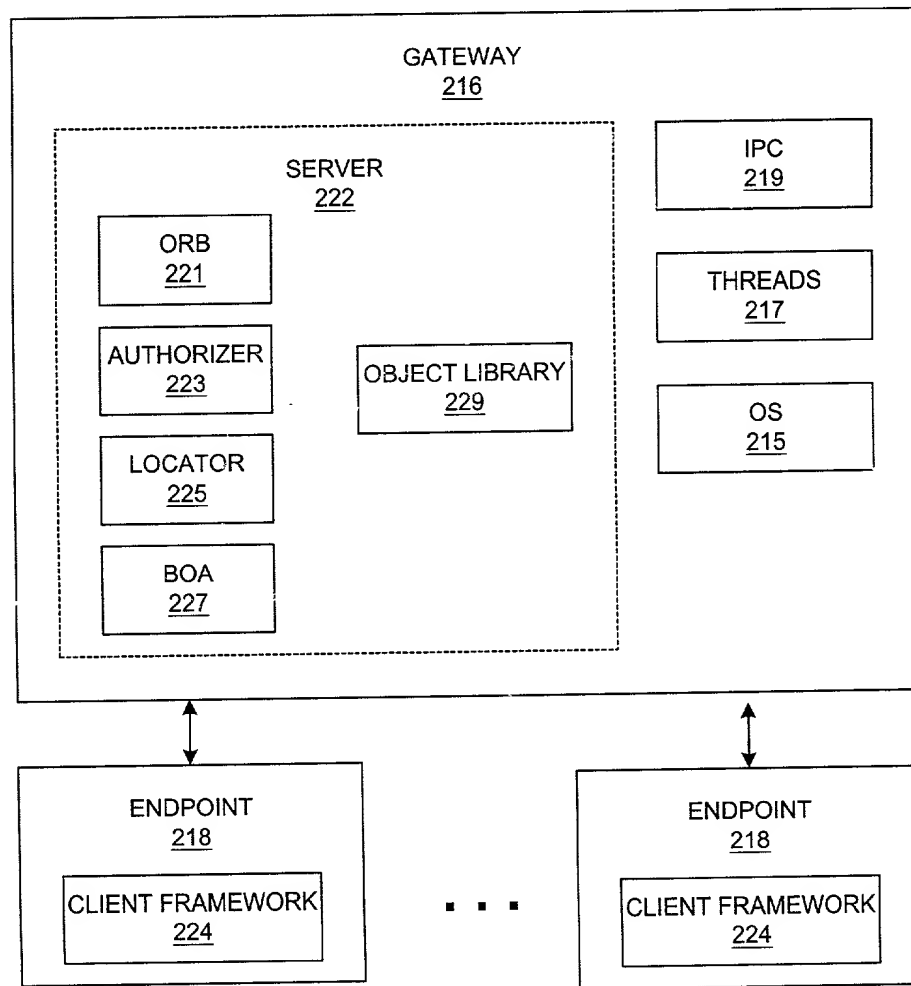 GATEWAY
216
SERVER
222
ORB
221
AUTHORIZER
223
LOCATOR
225
BOA
227
OBJECT LIBRARY
229
IPC
219
THREADS
217
OS
215
ENDPOINT
218
CLIENT FRAMEWORK
224
ENDPOINT
218
CLIENT FRAMEWORK
224